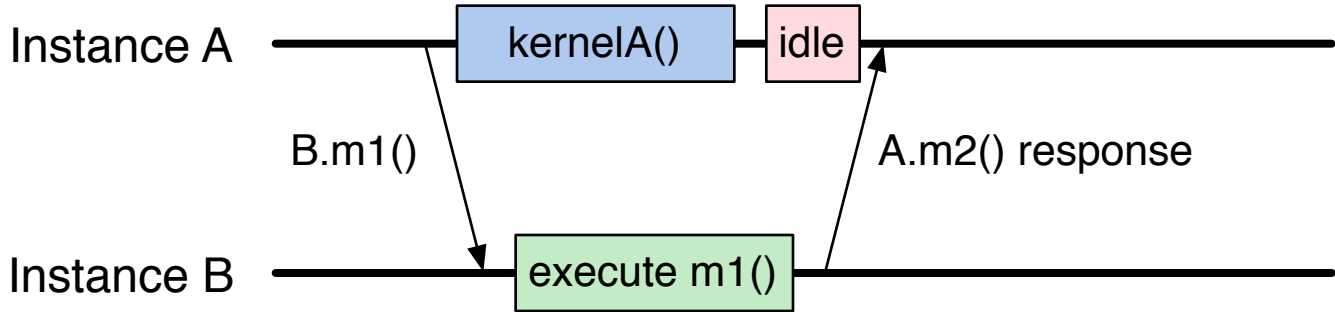 Instance A
kernelA()
idle
B.m1()
A.m2() response
Instance B
execute m1()